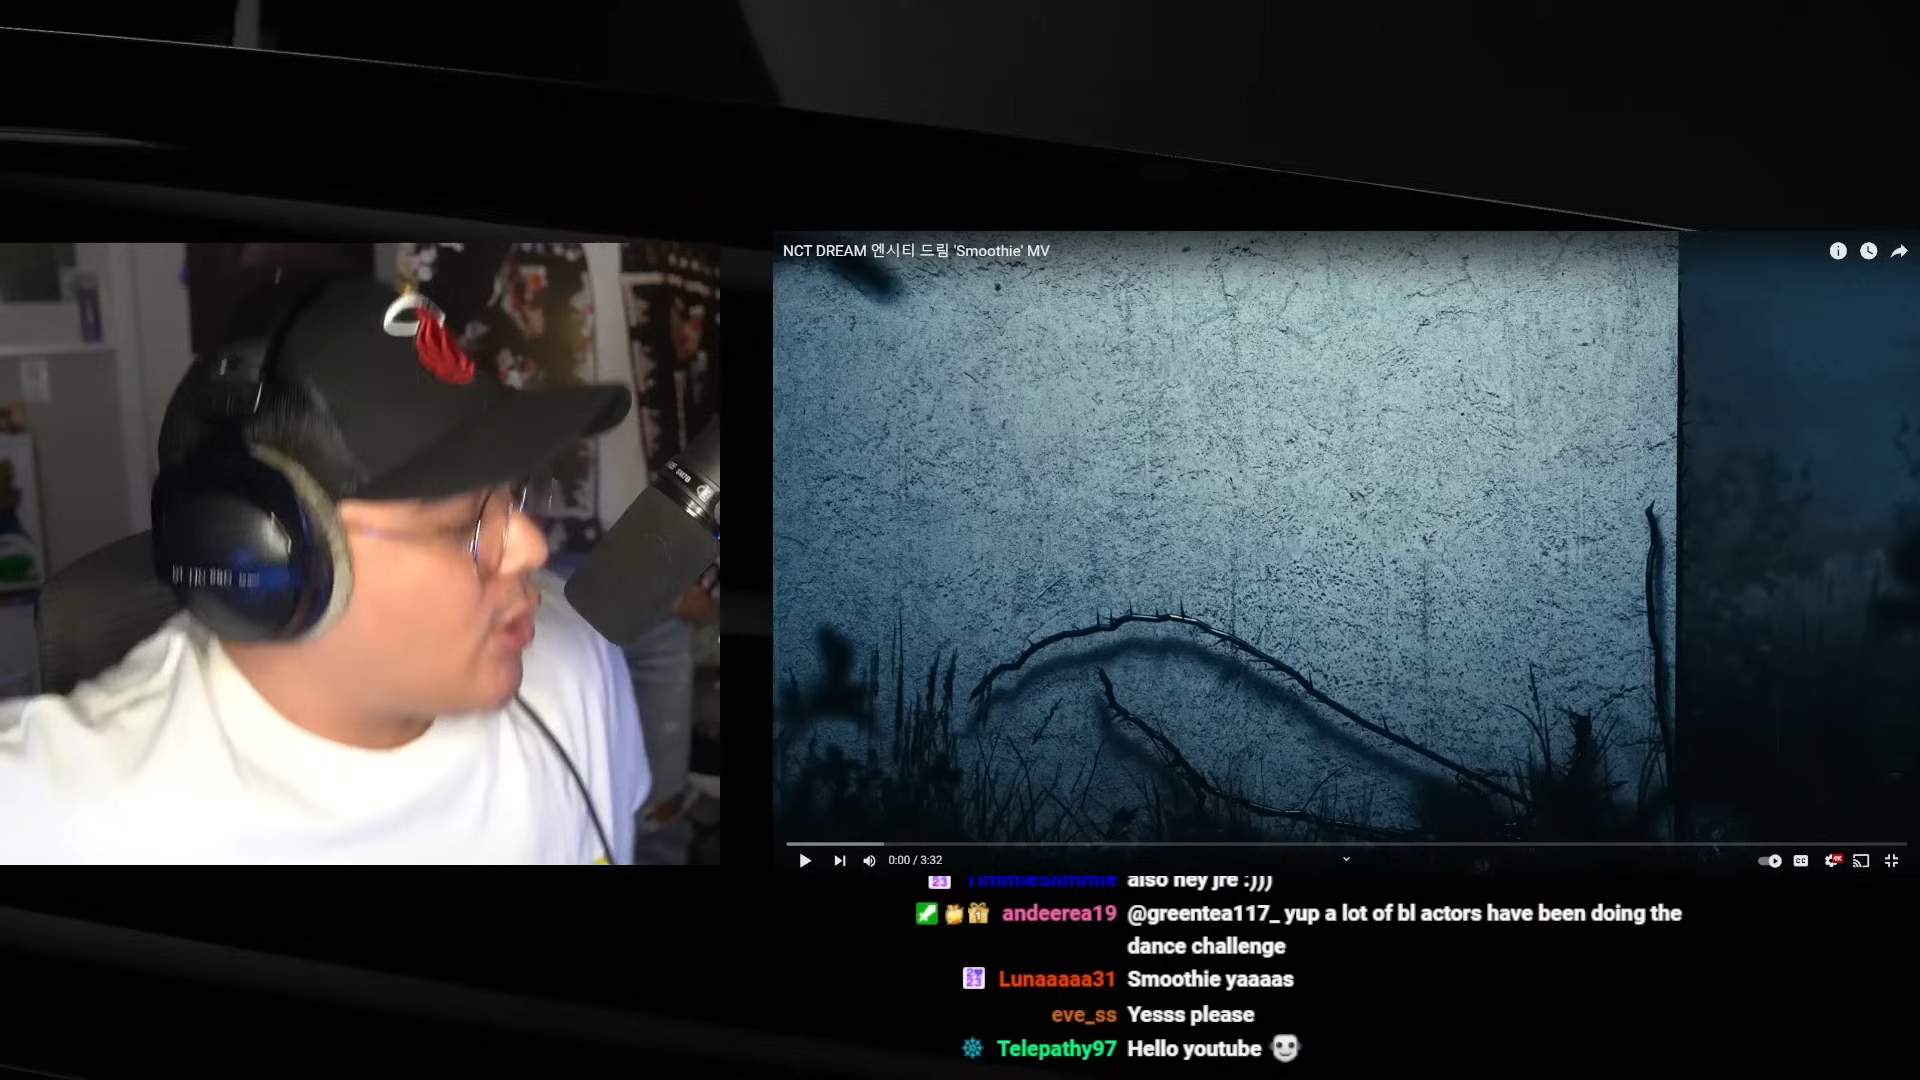 NCT DREAM 엔시티 드림 'Smoothie' MV
0:00 / 3:32
TimmieSlimmie also hey jre :)))
andeerea19 @greentea117_ yup a lot of bl actors have been doing the
dance challenge
Lunaaaaa31 Smoothie yaaaas
eve_ss Yesss please
Telepathy97 Hello youtube